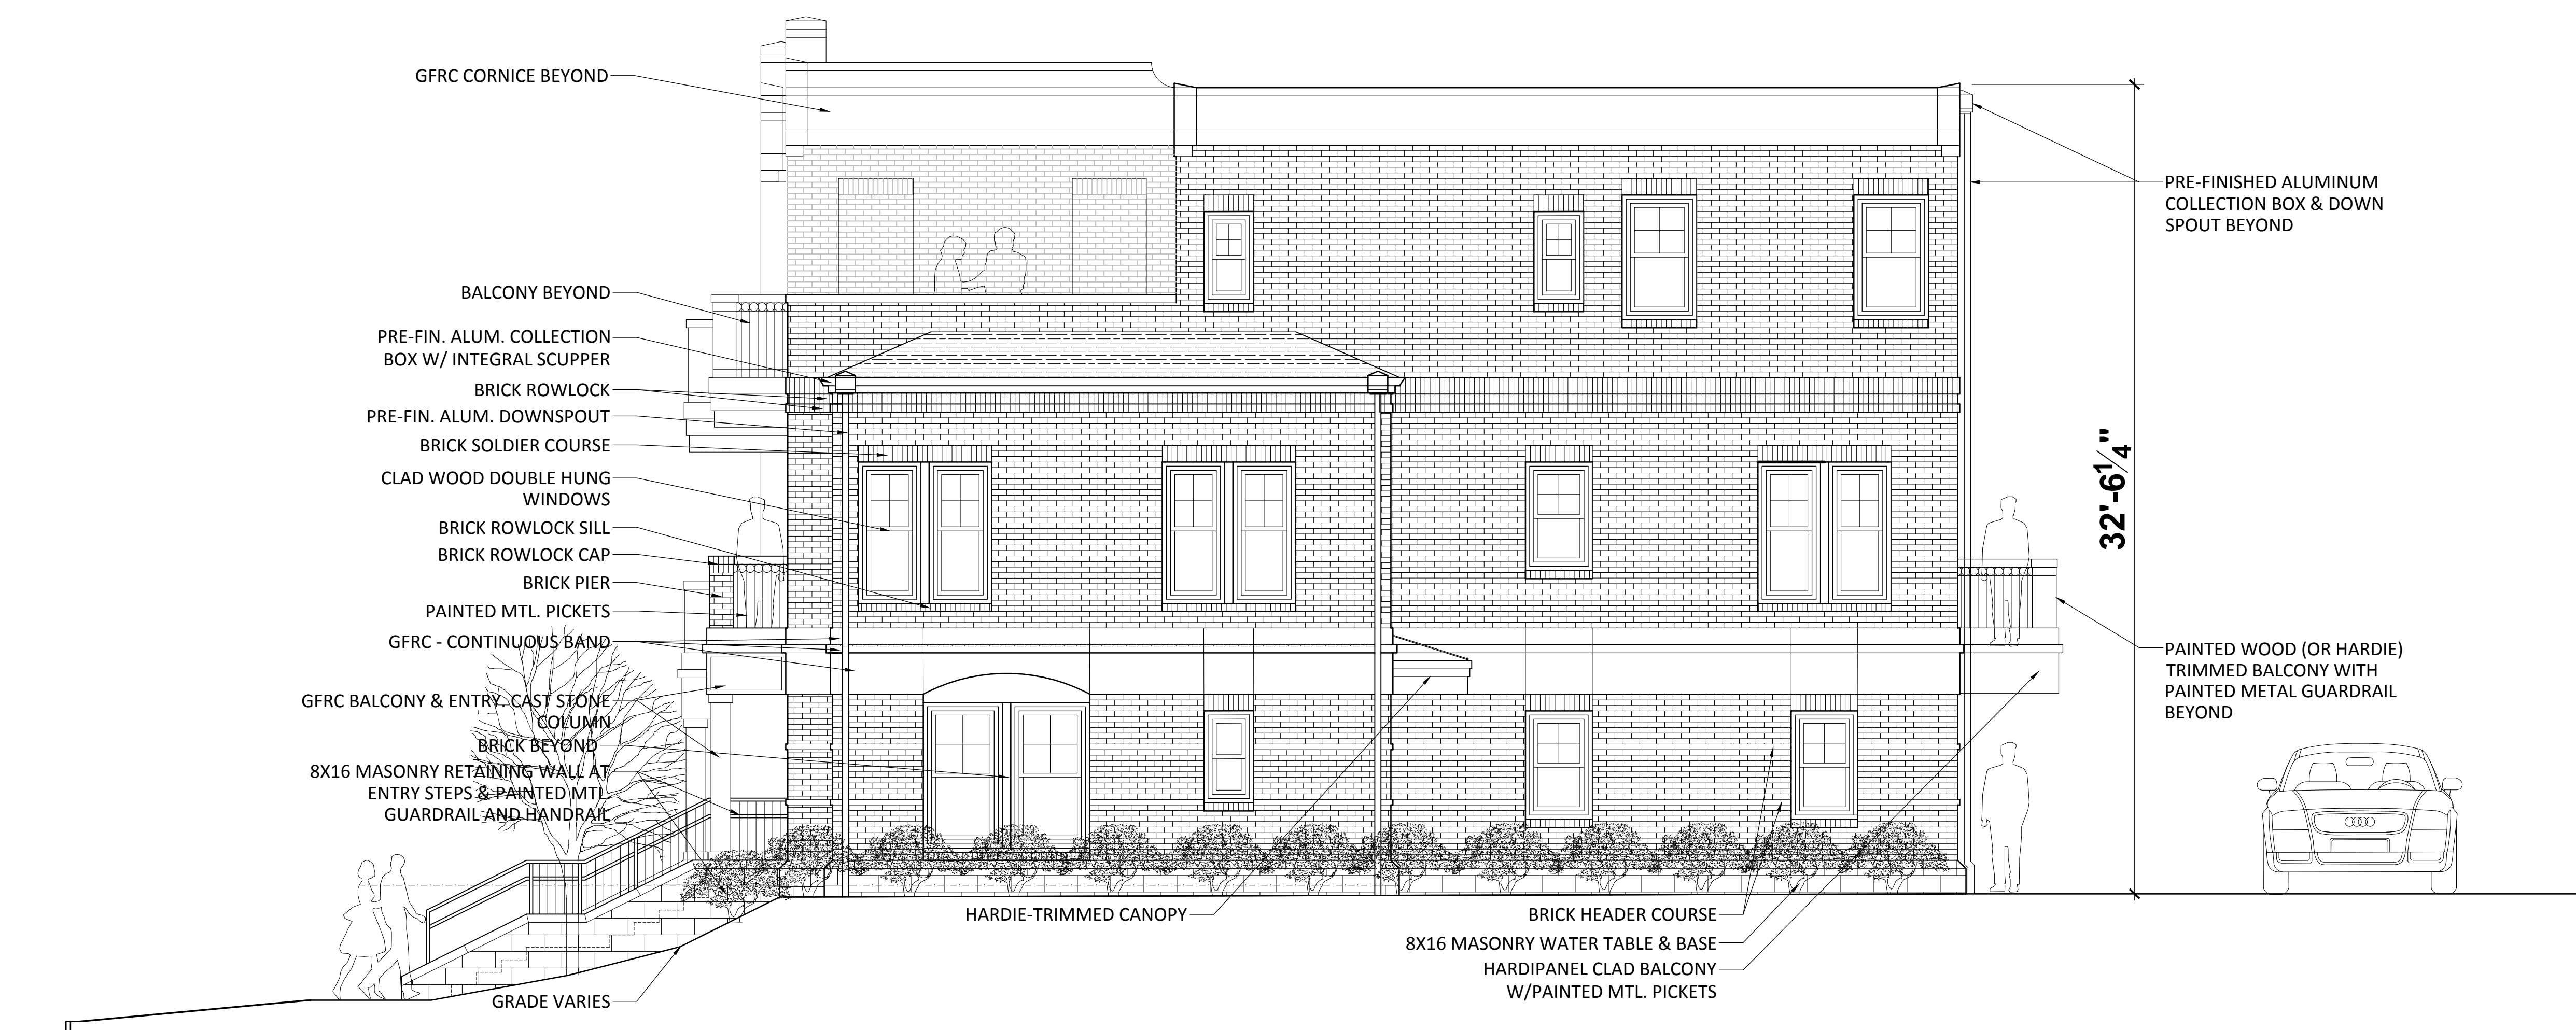 GFRC CORNICE BEYOND
BALCONY BEYOND
PRE-FIN. ALUM. COLLECTION
BOX W/ INTEGRAL SCUPPER
BRICK ROWLOCK
PRE-FIN. ALUM. DOWNSPOUT
BRICK SOLDIER COURSE
CLAD WOOD DOUBLE HUNG
WINDOWS
BRICK ROWLOCK SILL
BRICK ROWLOCK CAP
BRICK PIER
PAINTED MTL. PICKETS
GFRC - CONTINUOUS BAND
GFRC BALCONY & ENTRY. CAST STONE
COLUMN
BRICK BEYOND
8X16 MASONRY RETAINING WALL AT
ENTRY STEPS & PAINTED MTL.
GUARDRAIL AND HANDRAIL
GRADE VARIES
HARDIE-TRIMMED CANOPY
BRICK HEADER COURSE
8X16 MASONRY WATER TABLE & BASE
HARDIPANEL CLAD BALCONY
W/PAINTED MTL. PICKETS
32'-6¼"
PRE-FINISHED ALUMINUM
COLLECTION BOX & DOWN
SPOUT BEYOND
PAINTED WOOD (OR HARDIE)
TRIMMED BALCONY WITH
PAINTED METAL GUARDRAIL
BEYOND